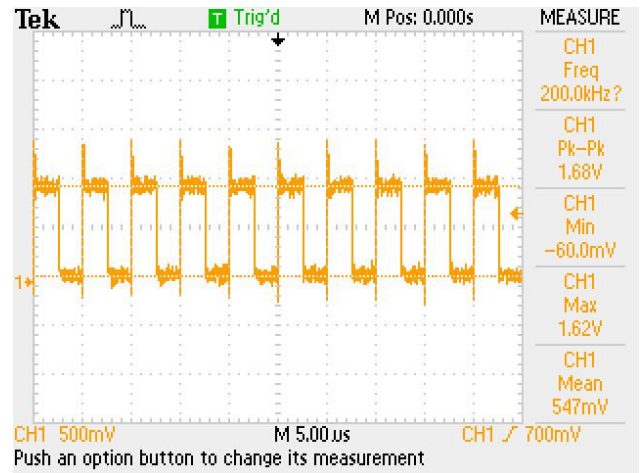 Tek Trig'd M Pos: 0.000s MEASURE
CH1
Freq
200.0kHz?
CH1
Pk-Pk
1.68V
CH1
Min
-60.0mV
CH1
Max
1.62V
CH1
Mean
547mV
1
CH1 500mV M 5.00us CH1 700mV
Push an option button to change its measurement